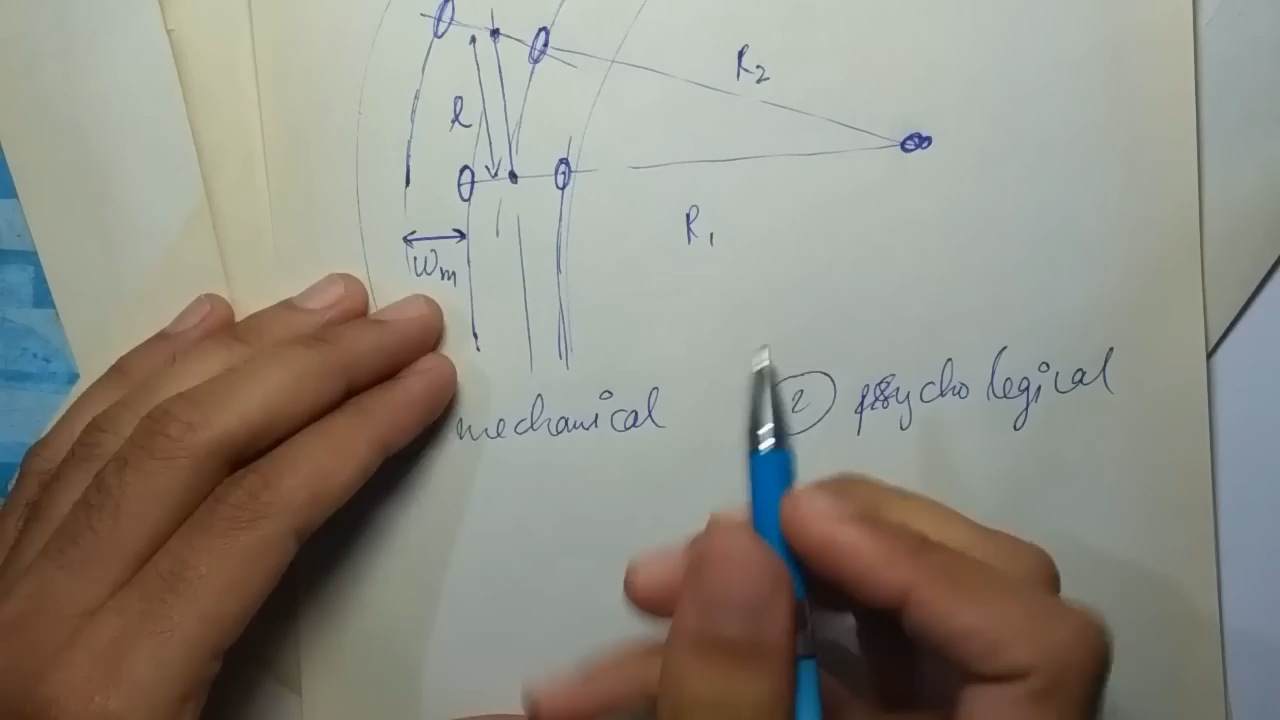 R₂
l
R₁
Wm
mechanical ② psychological